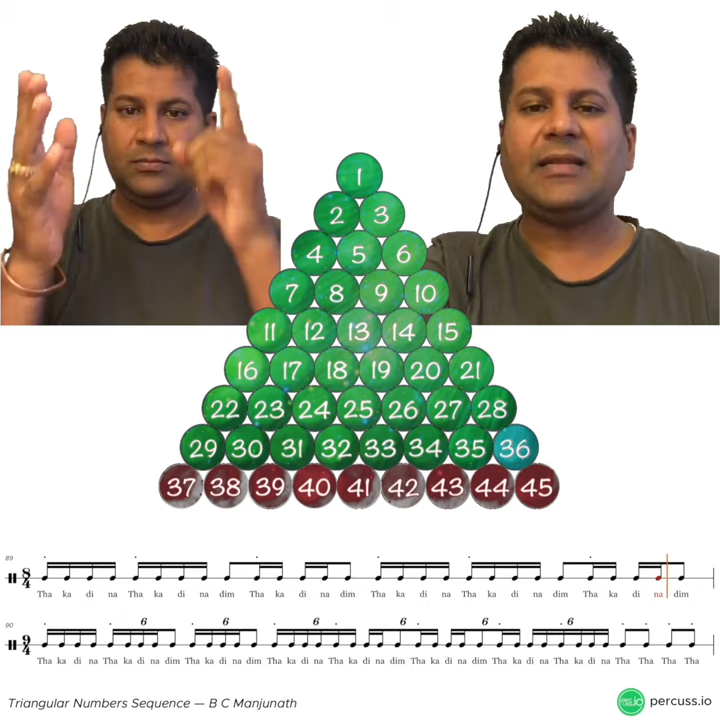 1
2 3
4 5 6
7 8 9 10
11 12 13 14 15
16 17 18 19 20 21
22 23 24 25 26 27 28
29 30 31 32 33 34 35 36
37 38 39 40 41 42 43 44 45
89
8
4
Tha ka di na Tha ka di na dim Tha ka di na dim Tha ka di na Tha ka di na dim Tha ka di na dim
90
6 6 6 6 6 6
9
4
Tha ka di na Tha ka di na dim Tha ka di na dim Tha ka di na Tha ka di na dim Tha ka di na dim Tha ka di na Tha Tha Tha Tha
Triangular Numbers Sequence — B C Manjunath
.io percuss.io